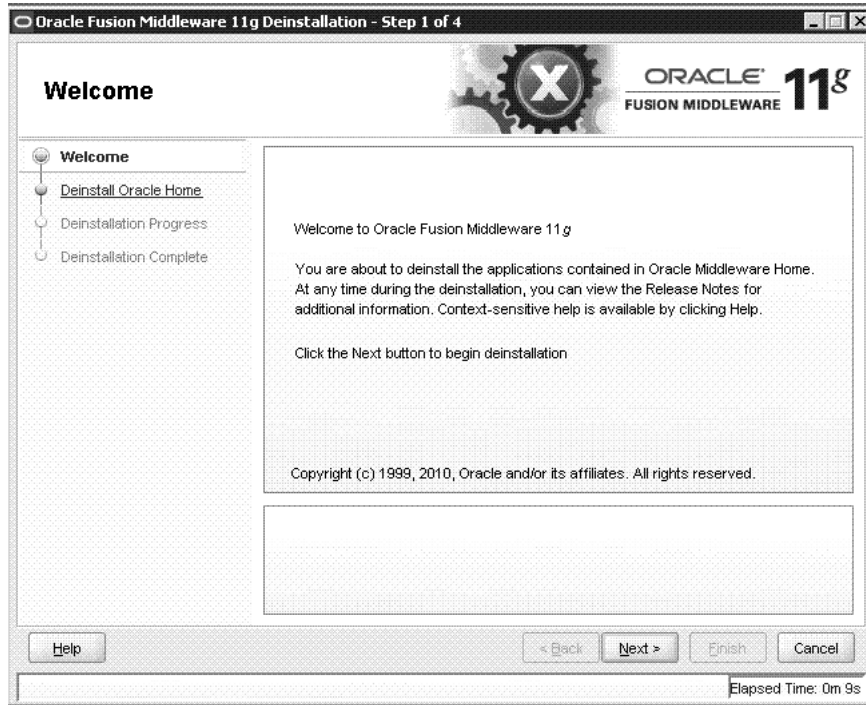 Oracle Fusion Middleware 11g Deinstallation - Step 1 of 4
Welcome
ORACLE
FUSION MIDDLEWARE
11g
Welcome
Deinstall Oracle Home
Deinstallation Progress
Deinstallation Complete
Welcome to Oracle Fusion Middleware 11g
You are about to deinstall the applications contained in Oracle Middleware Home.
At any time during the deinstallation, you can view the Release Notes for
additional information. Context-sensitive help is available by clicking Help.
Click the Next button to begin deinstallation
Copyright (c) 1999, 2010, Oracle and/or its affiliates. All rights reserved.
Help
< Back
Next >
Finish
Cancel
Elapsed Time: 0m 9s